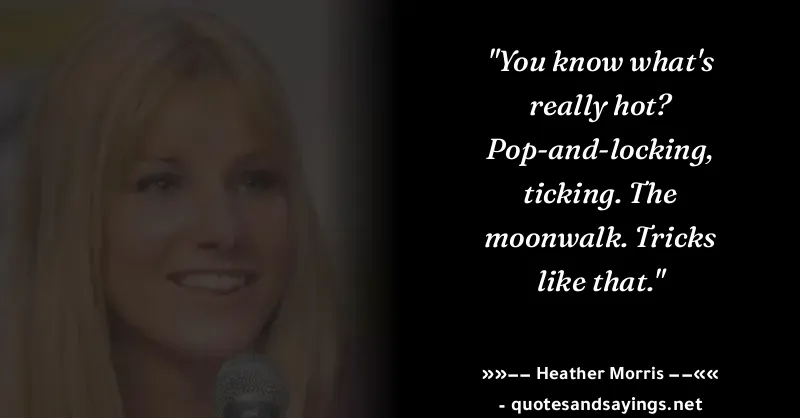 "You know what's
really hot?
Pop-and-locking,
ticking. The
moonwalk. Tricks
like that."
»»–– Heather Morris ––««
- quotesandsayings.net